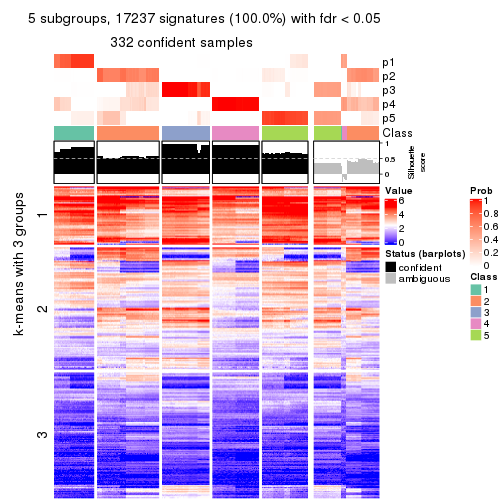 5 subgroups, 17237 signatures (100.0%) with fdr < 0.05
332 confident samples
p1
p2
p3
p4
p5
Class
1
0.5
0
Silhouette
score
k-means with 3 groups
1
2
3
Value
6
4
2
0
Status (barplots)
confident
ambiguous
Prob
1
0.8
0.6
0.4
0.2
0
Class
1
2
3
4
5